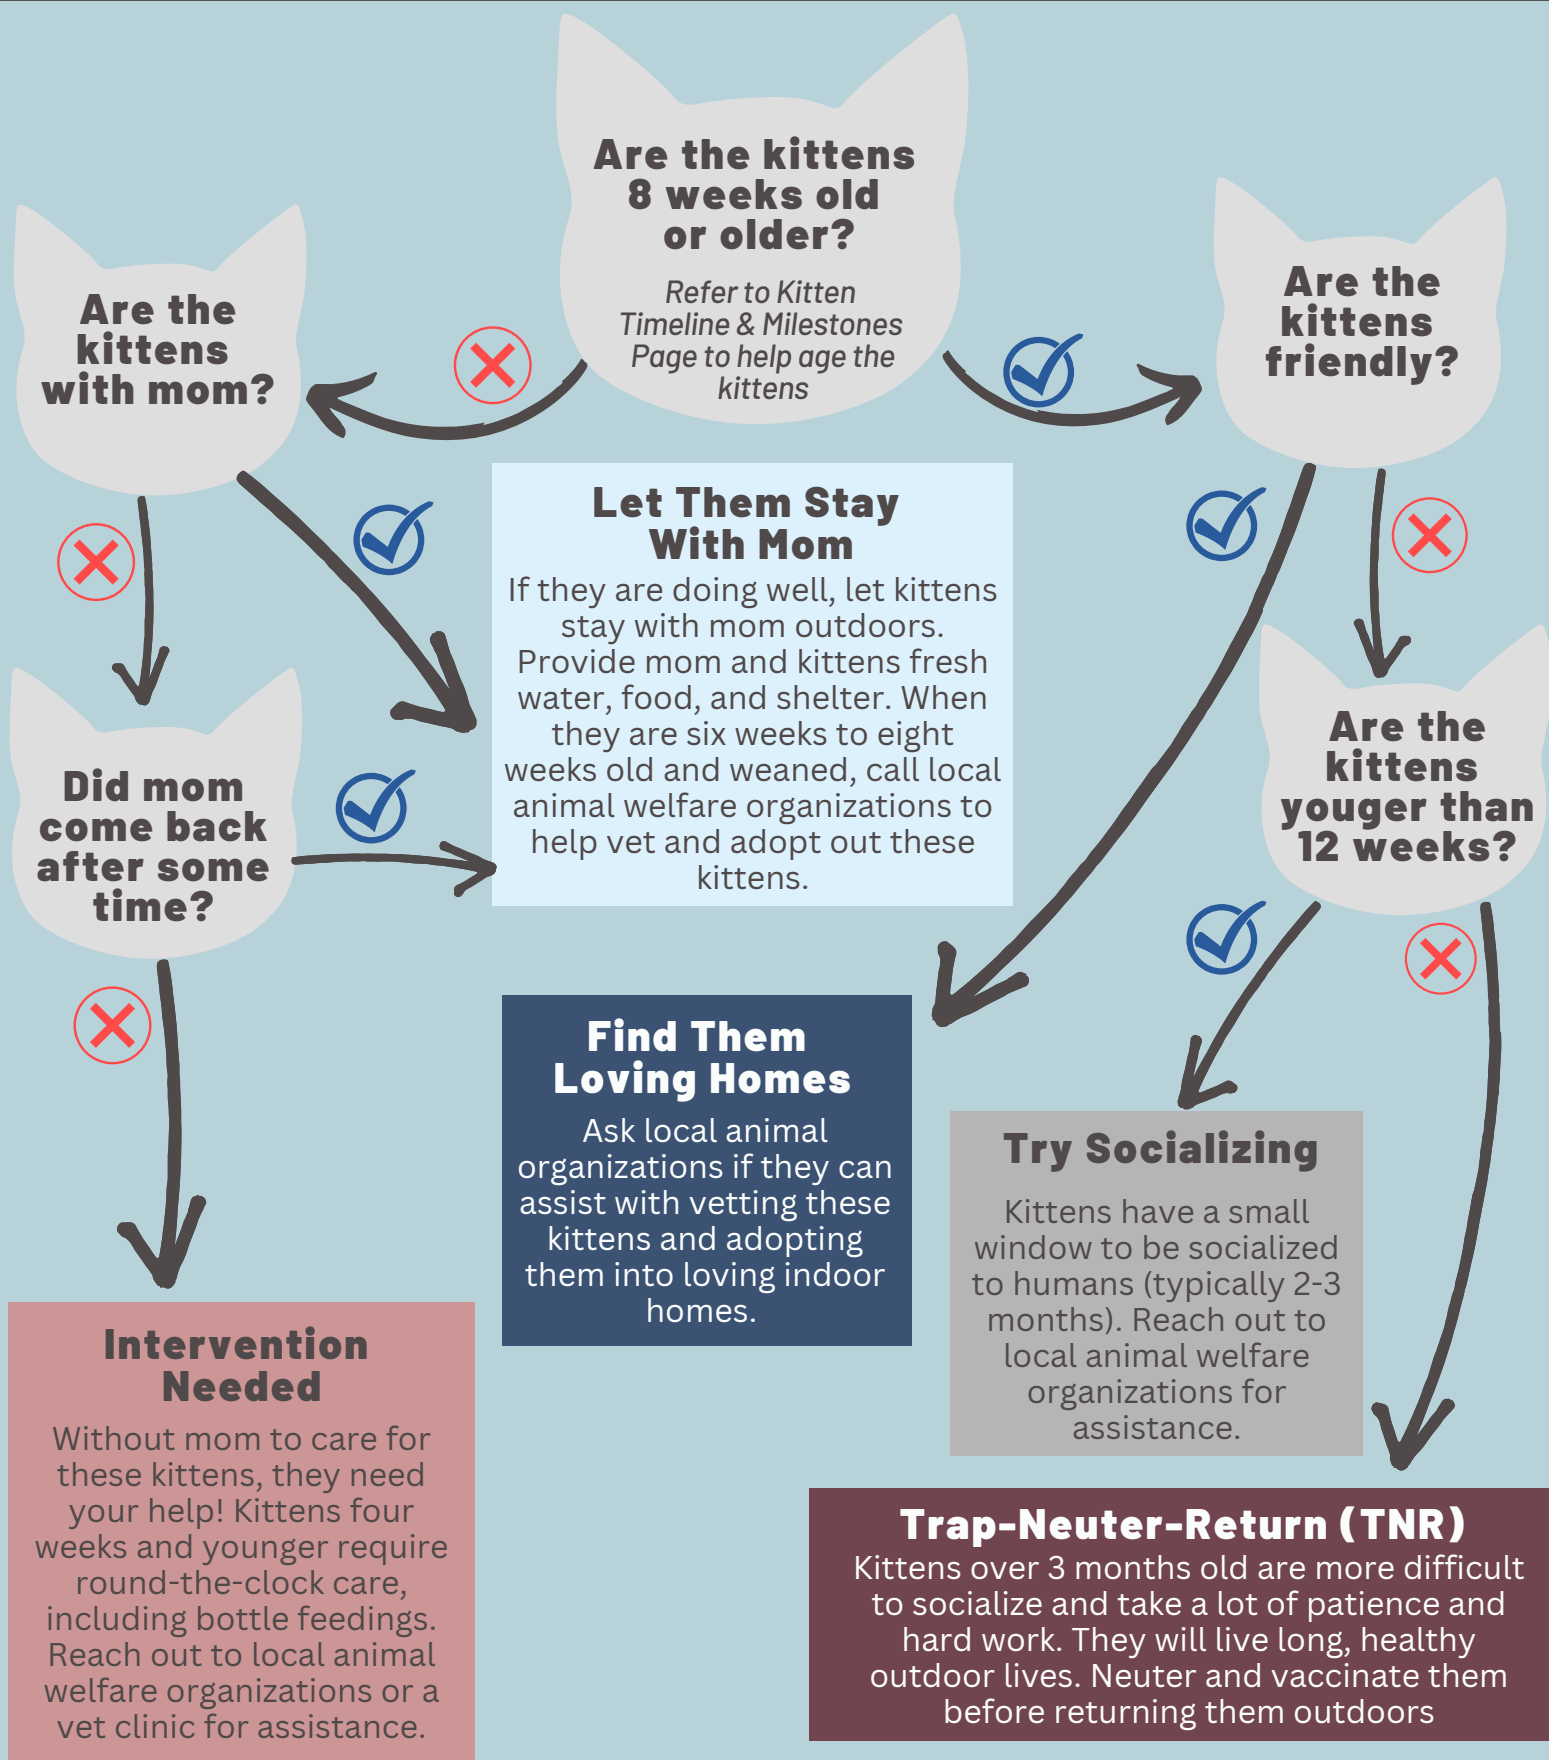 Are the kittens
8 weeks old
or older?
Refer to Kitten
Timeline & Milestones
Page to help age the
kittens
Are the
kittens
with mom?
Are the
kittens
friendly?
Let Them Stay
With Mom
If they are doing well, let kittens
stay with mom outdoors.
Provide mom and kittens fresh
water, food, and shelter. When
they are six weeks to eight
weeks old and weaned, call local
animal welfare organizations to
help vet and adopt out these
kittens.
Did mom
come back
after some
time?
Are the
kittens
youger than
12 weeks?
Find Them
Loving Homes
Ask local animal
organizations if they can
assist with vetting these
kittens and adopting
them into loving indoor
homes.
Try Socializing
Kittens have a small
window to be socialized
to humans (typically 2-3
months). Reach out to
local animal welfare
organizations for
assistance.
Intervention
Needed
Without mom to care for
these kittens, they need
your help! Kittens four
weeks and younger require
round-the-clock care,
including bottle feedings.
Reach out to local animal
welfare organizations or a
vet clinic for assistance.
Trap-Neuter-Return (TNR)
Kittens over 3 months old are more difficult
to socialize and take a lot of patience and
hard work. They will live long, healthy
outdoor lives. Neuter and vaccinate them
before returning them outdoors